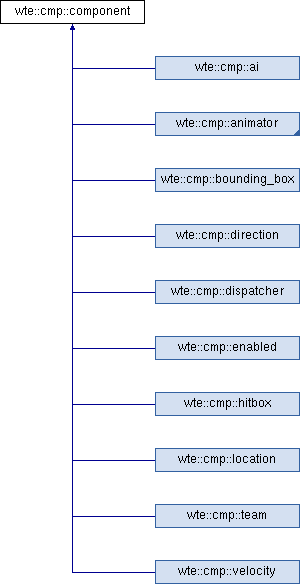 wte::cmp::component
wte::cmp::ai
wte::cmp::animator
wte::cmp::bounding_box
wte::cmp::direction
wte::cmp::dispatcher
wte::cmp::enabled
wte::cmp::hitbox
wte::cmp::location
wte::cmp::team
wte::cmp::velocity